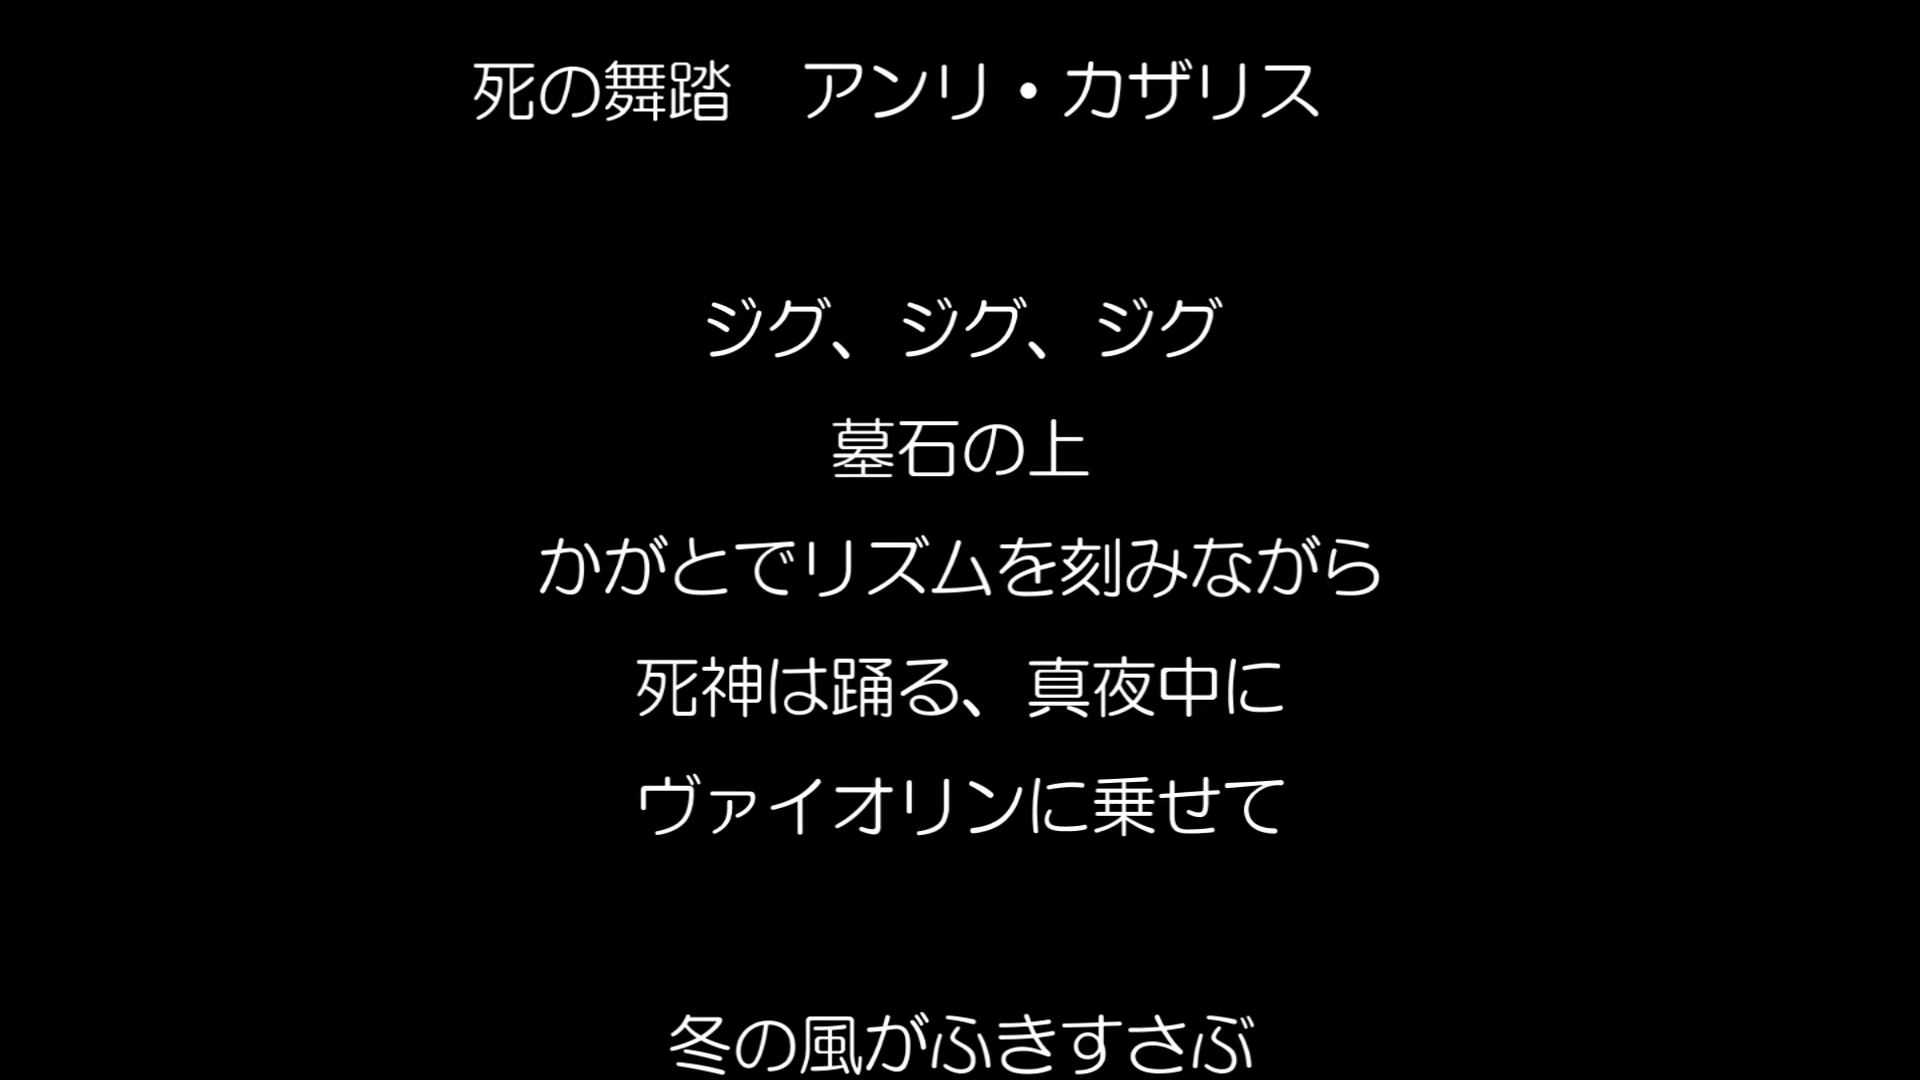 死の舞踏　アンリ・カザリス
ジグ、ジグ、ジグ
墓石の上
かがとでリズムを刻みながら
死神は踊る、真夜中に
ヴァイオリンに乗せて
冬の風がふきすさぶ